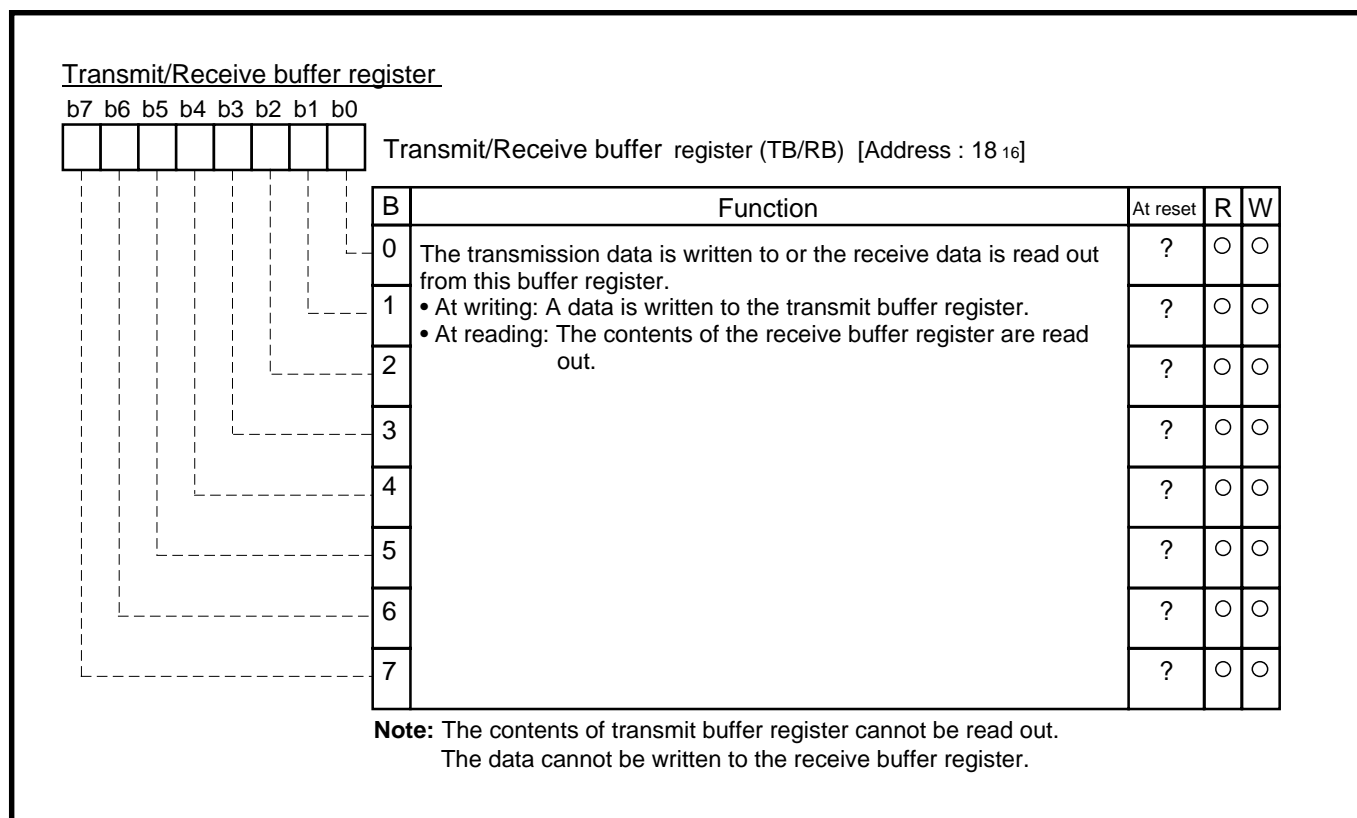 Transmit/Receive buffer register
b7 b6 b5 b4 b3 b2 b1 b0
Transmit/Receive buffer register (TB/RB) [Address : 18 16]
B Function At reset R W
0 The transmission data is written to or the receive data is read out ? ○ ○
from this buffer register.
1 • At writing: A data is written to the transmit buffer register. ? ○ ○
• At reading: The contents of the receive buffer register are read
2 out. ? ○ ○
3 ? ○ ○
4 ? ○ ○
5 ? ○ ○
6 ? ○ ○
7 ? ○ ○
Note: The contents of transmit buffer register cannot be read out.
The data cannot be written to the receive buffer register.